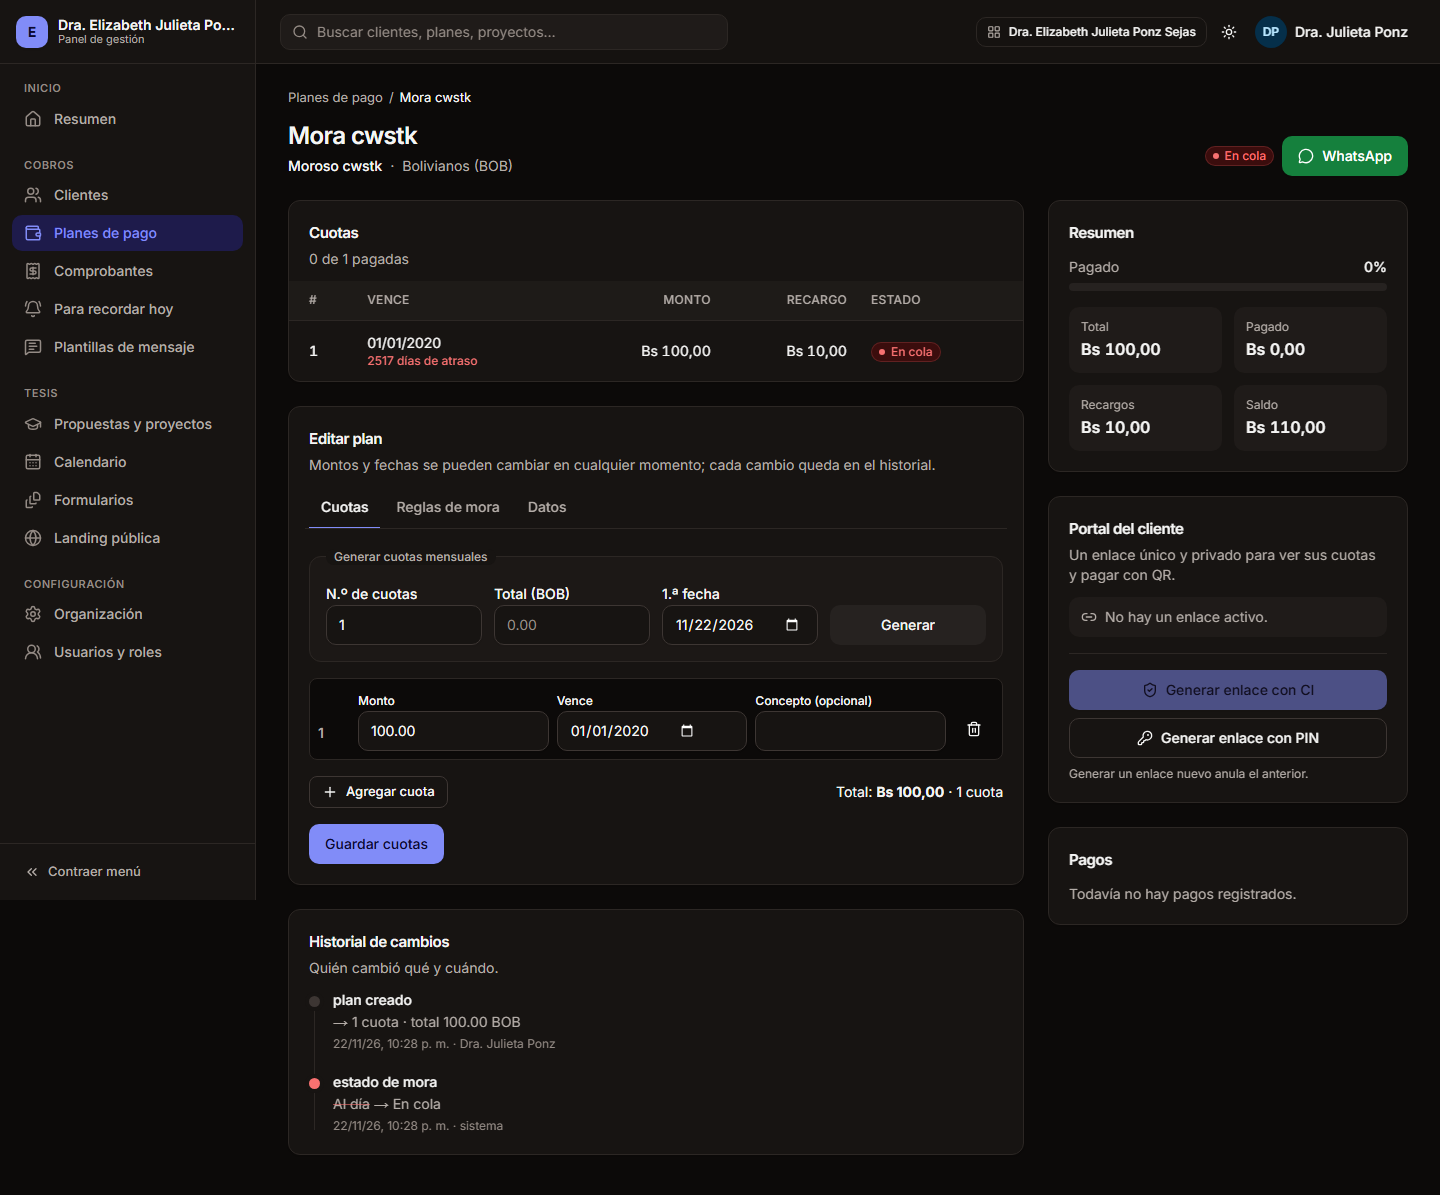 E
Dra. Elizabeth Julieta Po...
Panel de gestión
Buscar clientes, planes, proyectos...
Dra. Elizabeth Julieta Ponz Sejas
DP
Dra. Julieta Ponz
INICIO
Resumen
COBROS
Clientes
Planes de pago
Comprobantes
Para recordar hoy
Plantillas de mensaje
TESIS
Propuestas y proyectos
Calendario
Formularios
Landing pública
CONFIGURACIÓN
Organización
Usuarios y roles
Contraer menú
Planes de pago / Mora cwstk
Mora cwstk
Moroso cwstk · Bolivianos (BOB)
En cola
WhatsApp
Cuotas
0 de 1 pagadas
# VENCE MONTO RECARGO ESTADO
1 01/01/2020 Bs 100,00 Bs 10,00 En cola
2517 días de atraso
Editar plan
Montos y fechas se pueden cambiar en cualquier momento; cada cambio queda en el historial.
Cuotas Reglas de mora Datos
Generar cuotas mensuales
N.º de cuotas Total (BOB) 1.ª fecha
1 0.00 11/22/2026 Generar
Monto Vence Concepto (opcional)
1 100.00 01/01/2020
Agregar cuota
Total: Bs 100,00 · 1 cuota
Guardar cuotas
Historial de cambios
Quién cambió qué y cuándo.
plan creado
→ 1 cuota · total 100.00 BOB
22/11/26, 10:28 p. m. · Dra. Julieta Ponz
estado de mora
Al día → En cola
22/11/26, 10:28 p. m. · sistema
Resumen
Pagado 0%
Total Pagado
Bs 100,00 Bs 0,00
Recargos Saldo
Bs 10,00 Bs 110,00
Portal del cliente
Un enlace único y privado para ver sus cuotas
y pagar con QR.
No hay un enlace activo.
Generar enlace con CI
Generar enlace con PIN
Generar un enlace nuevo anula el anterior.
Pagos
Todavía no hay pagos registrados.